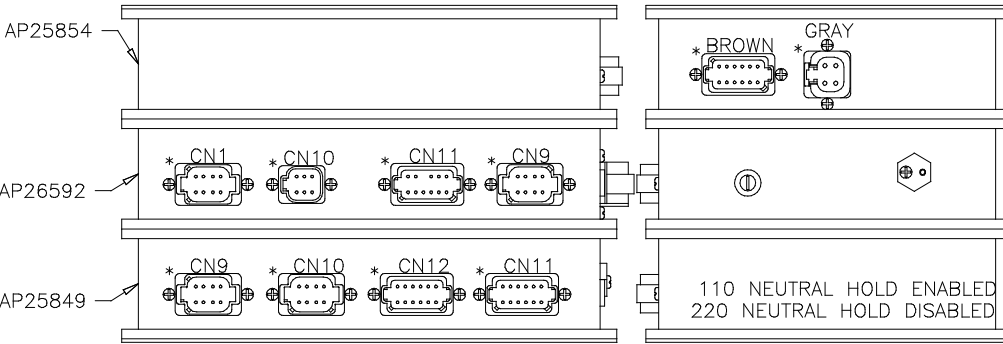 AP25854
* BROWN
* GRAY
AP26592
* CN1
* CN10
* CN11
* CN9
AP25849
* CN9
* CN10
* CN12
* CN11
110 NEUTRAL HOLD ENABLED
220 NEUTRAL HOLD DISABLED